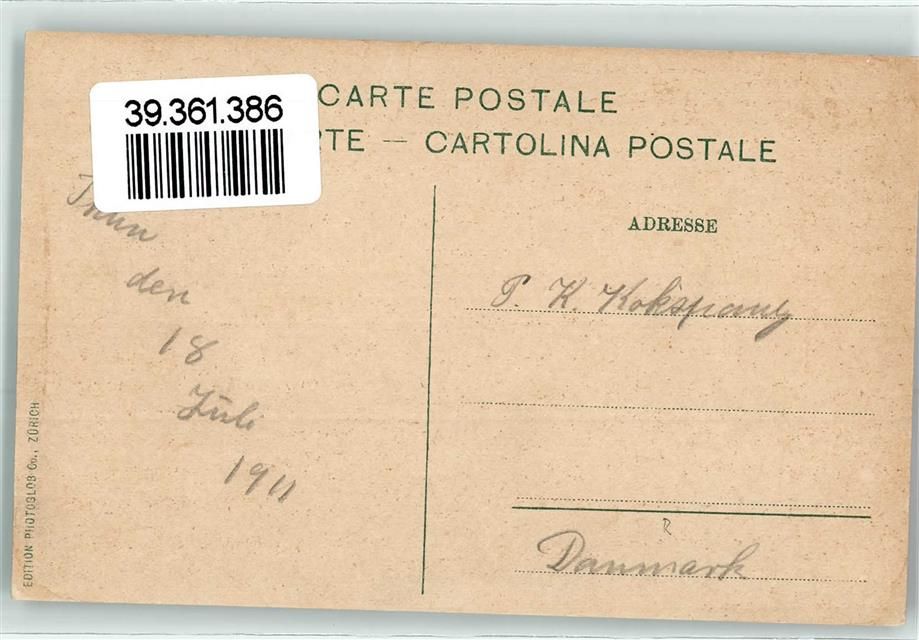 39.361.386
CARTE POSTALE
RTE — CARTOLINA POSTALE
Thun
den
18
Juli
1911
ADRESSE
P. K. Kokspang
R
Danmark
EDITION PHOTOGLOB Co., ZÜRICH